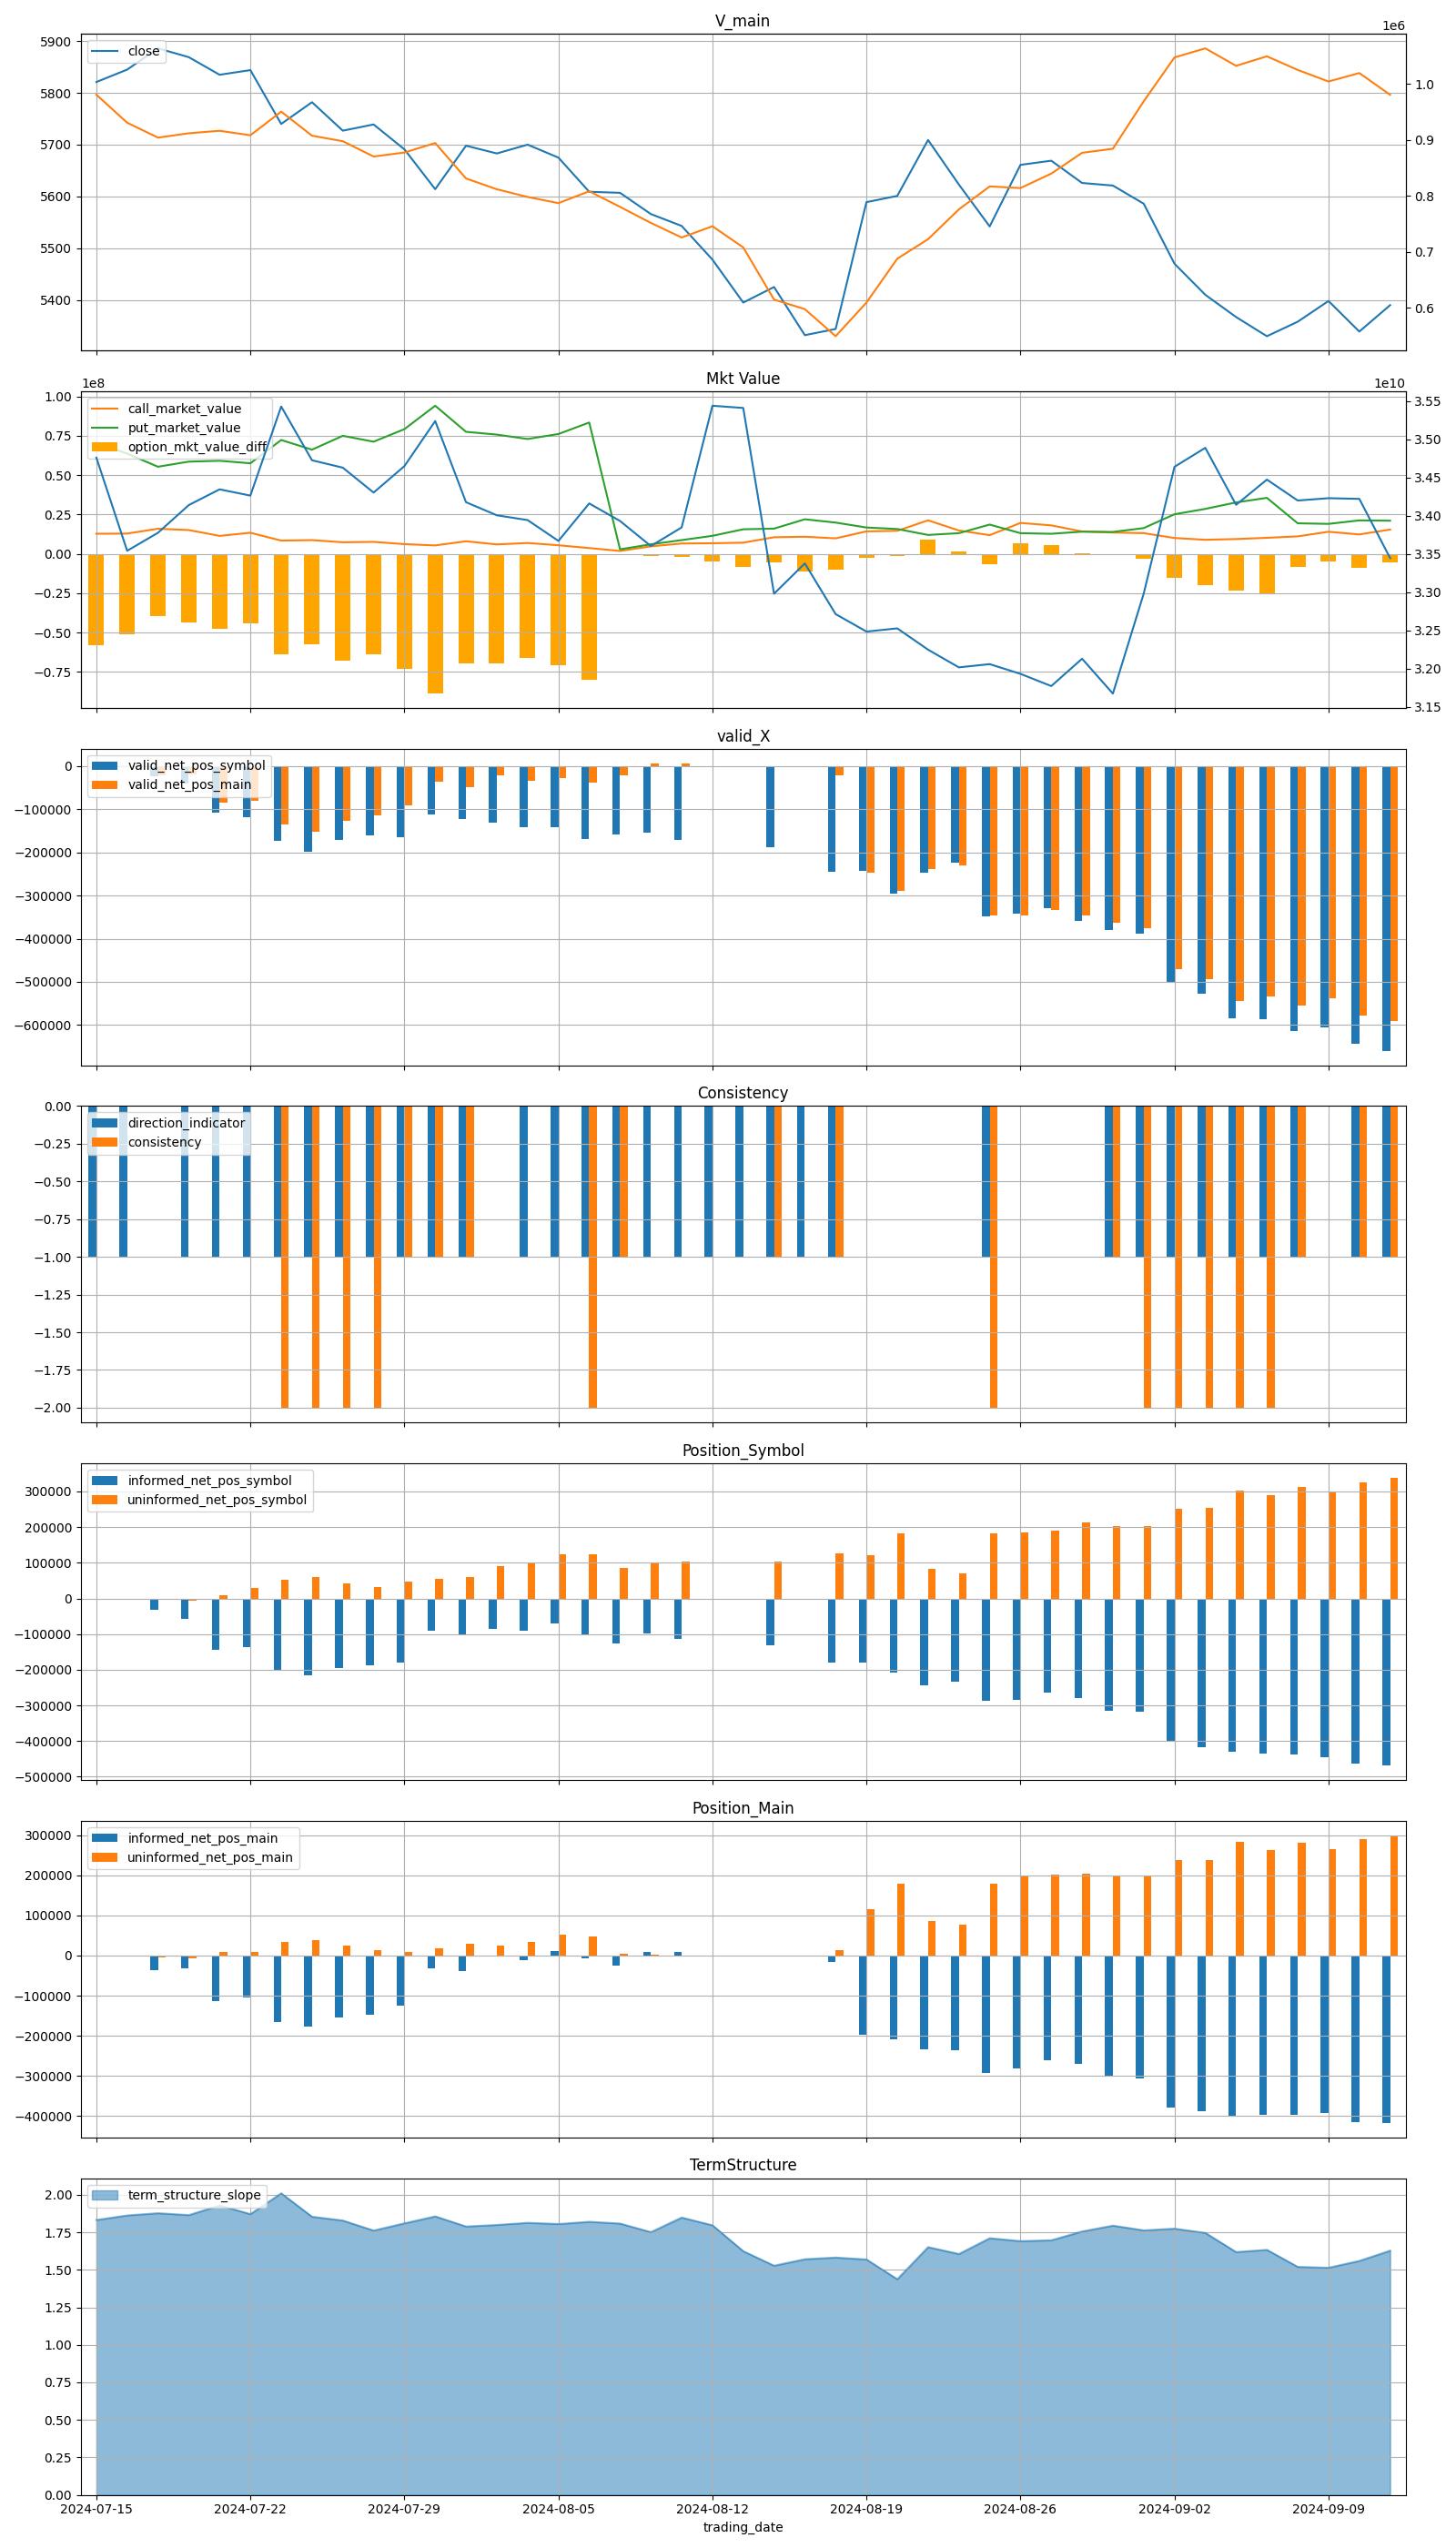 V_main
1e6
close
5900
5800
5700
5600
5500
5400
1.0
0.9
0.8
0.7
0.6
Mkt Value
1e8
1e10
call_market_value
put_market_value
option_mkt_value_diff
1.00
0.75
0.50
0.25
0.00
−0.25
−0.50
−0.75
3.55
3.50
3.45
3.40
3.35
3.30
3.25
3.20
3.15
valid_X
valid_net_pos_symbol
valid_net_pos_main
0
−100000
−200000
−300000
−400000
−500000
−600000
Consistency
direction_indicator
consistency
0.00
−0.25
−0.50
−0.75
−1.00
−1.25
−1.50
−1.75
−2.00
Position_Symbol
informed_net_pos_symbol
uninformed_net_pos_symbol
300000
200000
100000
0
−100000
−200000
−300000
−400000
−500000
Position_Main
informed_net_pos_main
uninformed_net_pos_main
300000
200000
100000
0
−100000
−200000
−300000
−400000
TermStructure
term_structure_slope
2.00
1.75
1.50
1.25
1.00
0.75
0.50
0.25
0.00
2024-07-15 2024-07-22 2024-07-29 2024-08-05 2024-08-12 2024-08-19 2024-08-26 2024-09-02 2024-09-09
trading_date